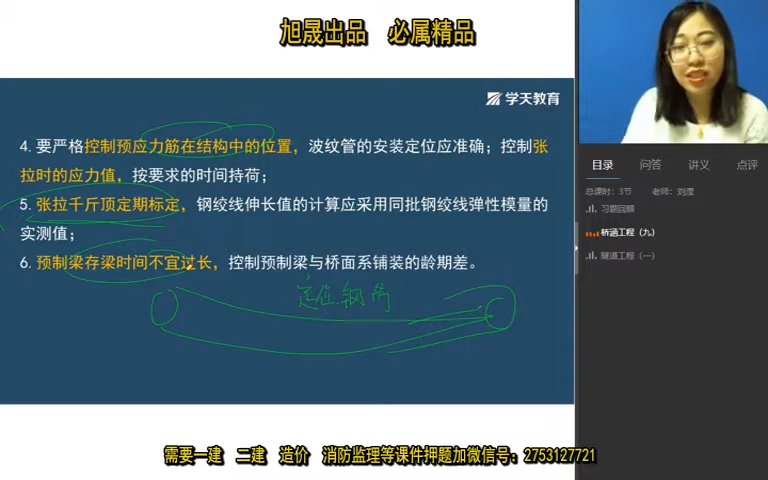 旭晟出品 必属精品
学天教育
4.要严格控制预应力筋在结构中的位置，波纹管的安装定位应准确；控制张
拉时的应力值，按要求的时间持荷；
5.张拉千斤顶定期标定，钢绞线伸长值的计算应采用同批钢绞线弹性模量的
实测值；
6.预制梁存梁时间不宜过长，控制预制梁与桥面系铺装的龄期差。
定位钢筋
目录 问答 讲义 点评
总课时：3节 老师：刘滢
习题回顾
桥涵工程（九）
隧道工程（一）
需要一建 二建 造价 消防监理等课件押题加微信号：2753127721